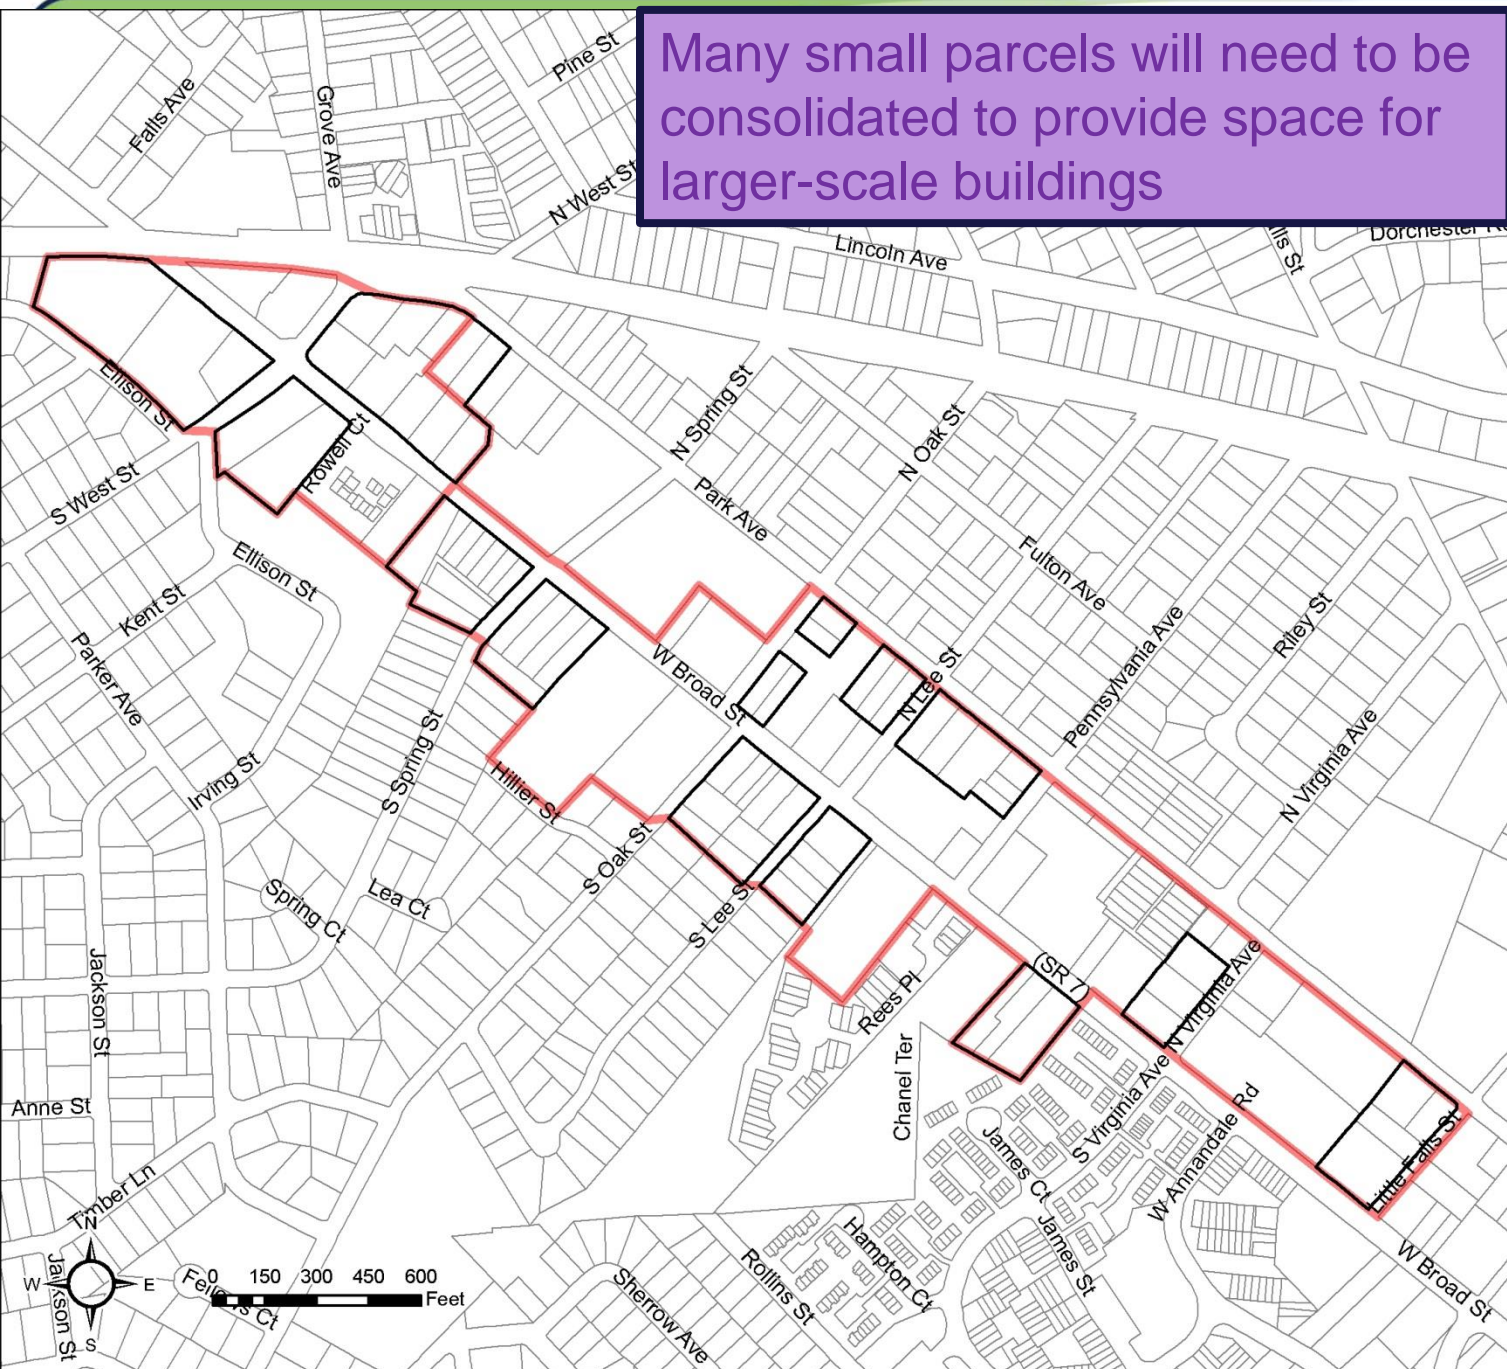 Many small parcels will need to be
consolidated to provide space for
larger-scale buildings
Pine St
Falls Ave
Grove Ave
N West St
Lincoln Ave
Ellison St
Rowell Ct
S West St
N Spring St
N Oak St
Park Ave
Ellison St
Kent St
Fulton Ave
Parker Ave
W Broad St
N Lee St
Pennsylvania Ave
Riley St
N Virginia Ave
Irving St
S Spring St
Hillier St
S Oak St
Spring Ct
Lea Ct
S Lee St
Jackson St
(SR 7)
N Virginia Ave
Rees Pl
Chanel Ter
Anne St
S Virginia Ave
W Annandale Rd
Little Falls St
James Ct
Timber Ln
James St
Hampton Ct
W Broad St
Rollins St
Sherrow Ave
Jackson St
N
W E
S
0 150 300 450 600
Feet